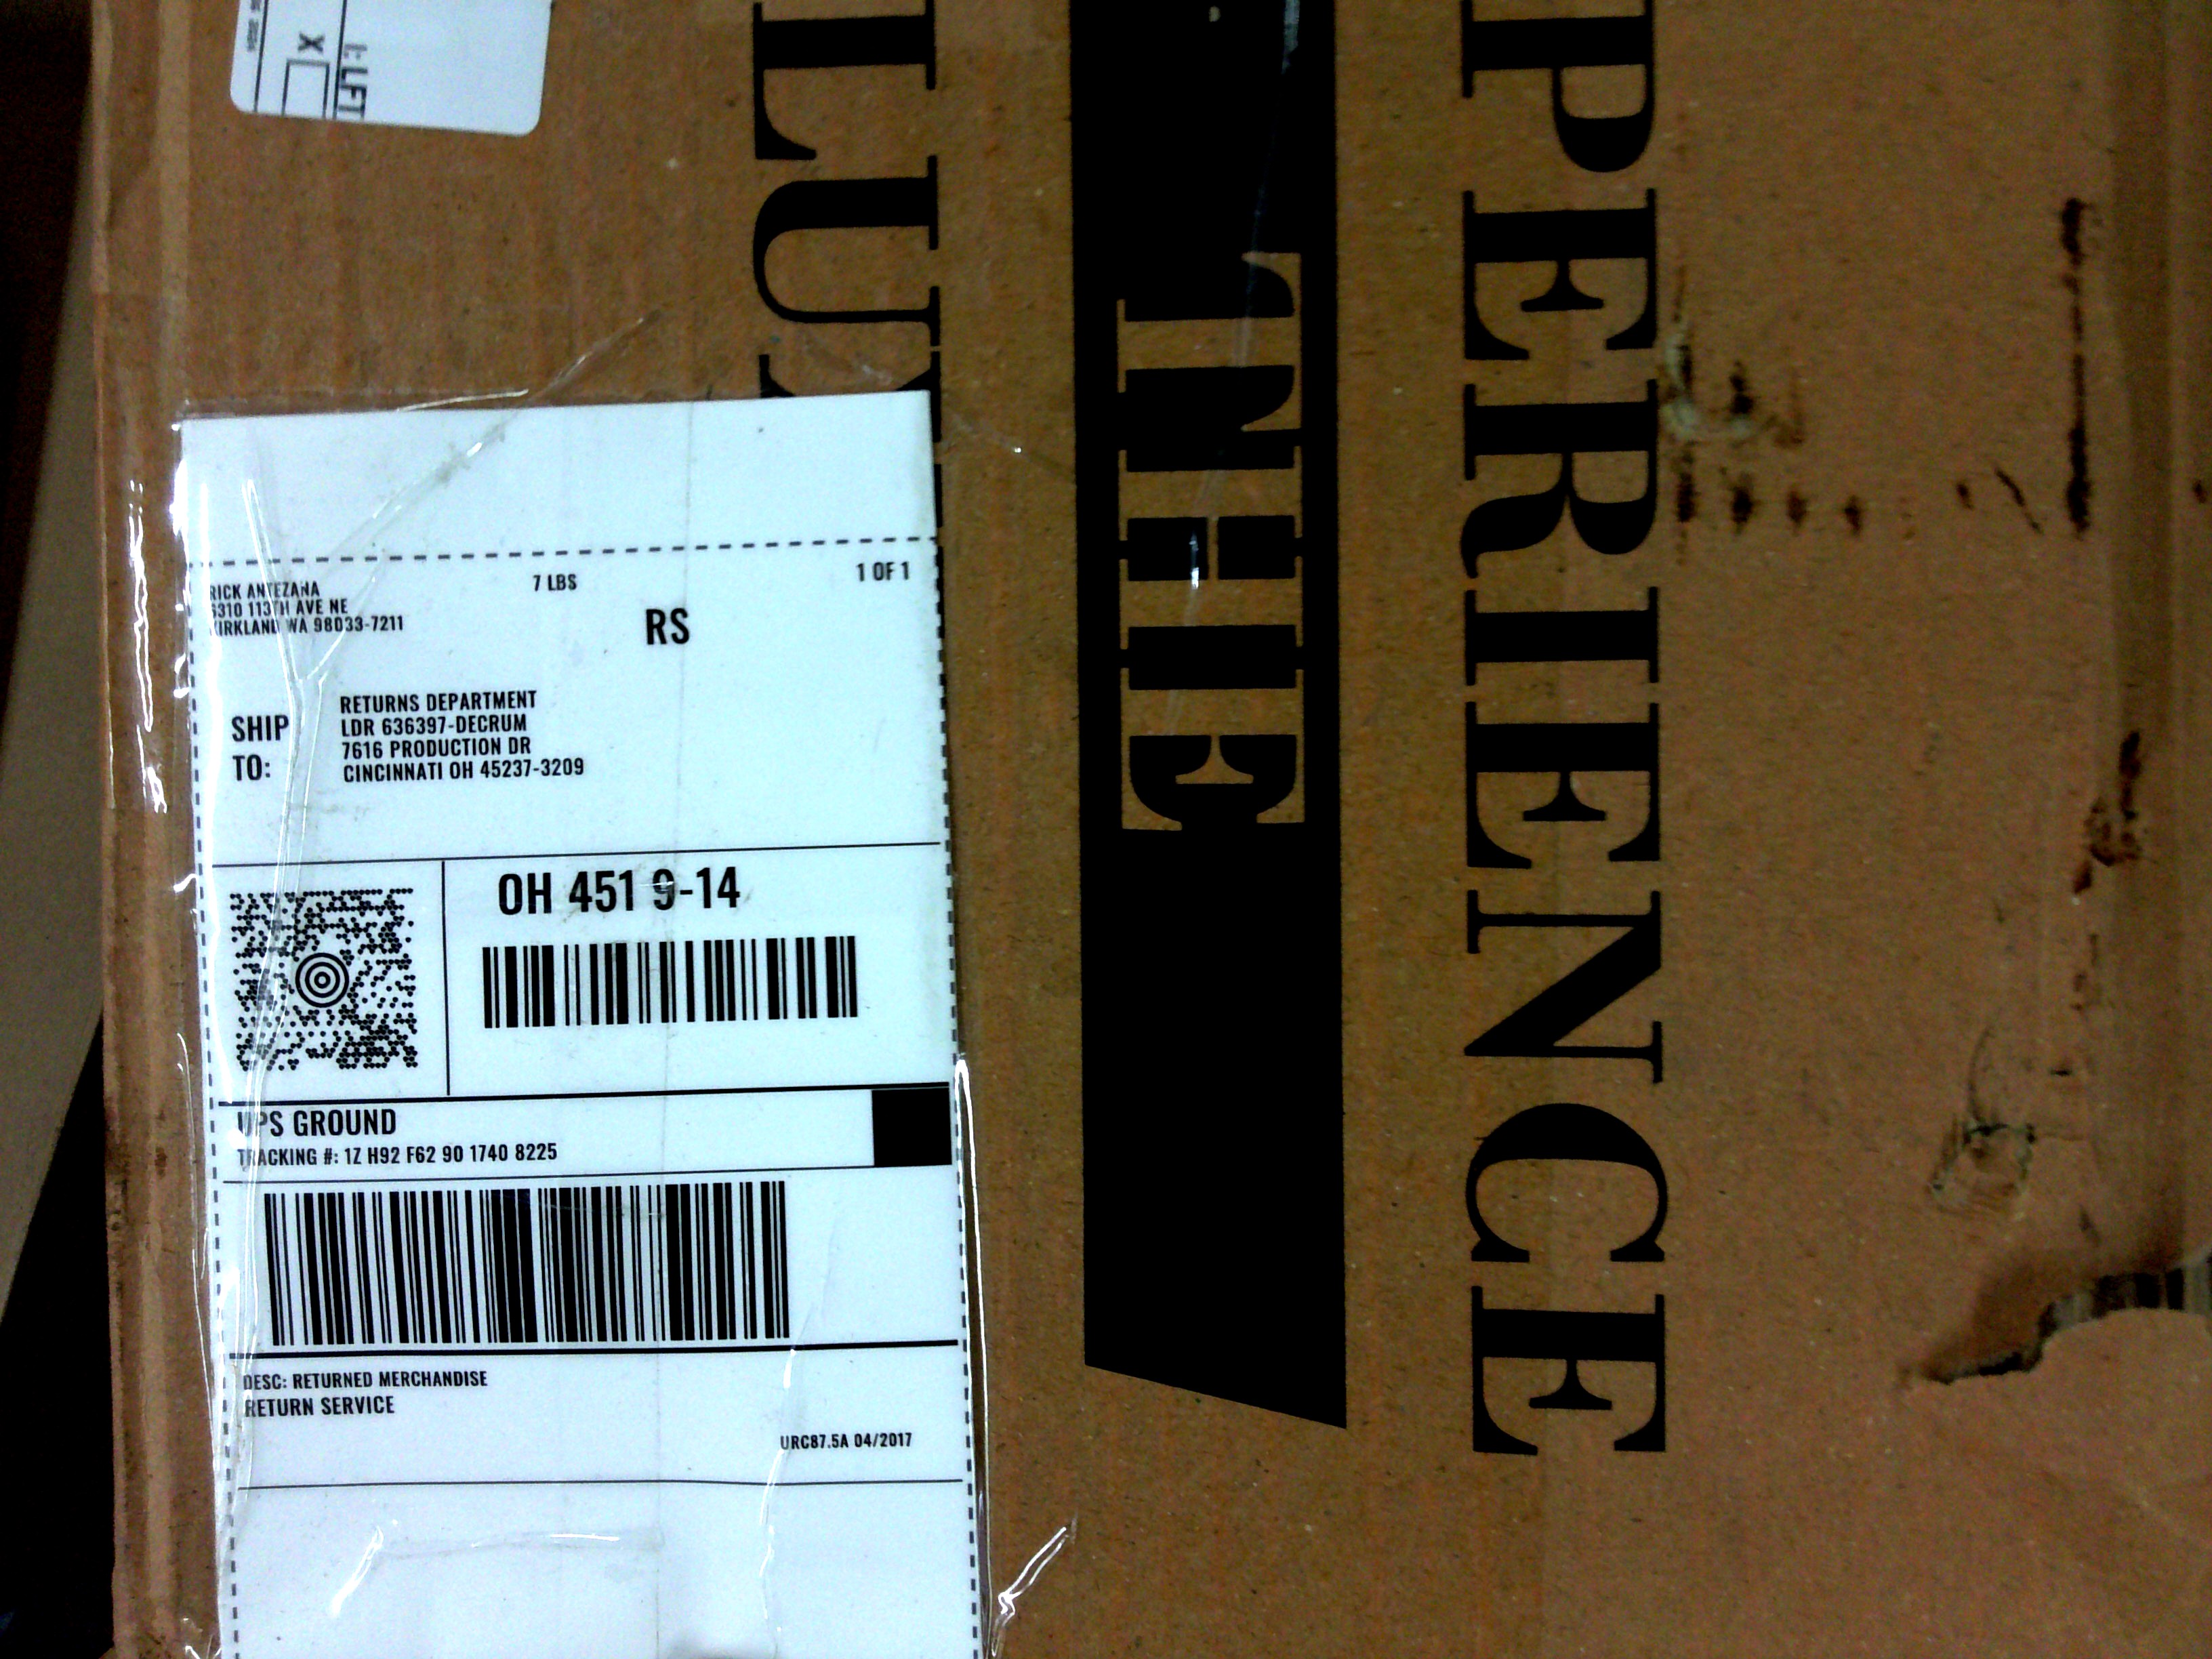 X
RICK ANTEZANA
6310 113TH AVE NE
KIRKLAND WA 98033-7211
7 LBS
1 OF 1
RS
SHIP
TO:
RETURNS DEPARTMENT
LDR 636397-DECRUM
7616 PRODUCTION DR
CINCINNATI OH 45237-3209
OH 451 9-14
UPS GROUND
TRACKING #: 1Z H92 F62 90 1740 8225
DESC: RETURNED MERCHANDISE
RETURN SERVICE
URC87.5A 04/2017
PERIENCE
THE
LUX